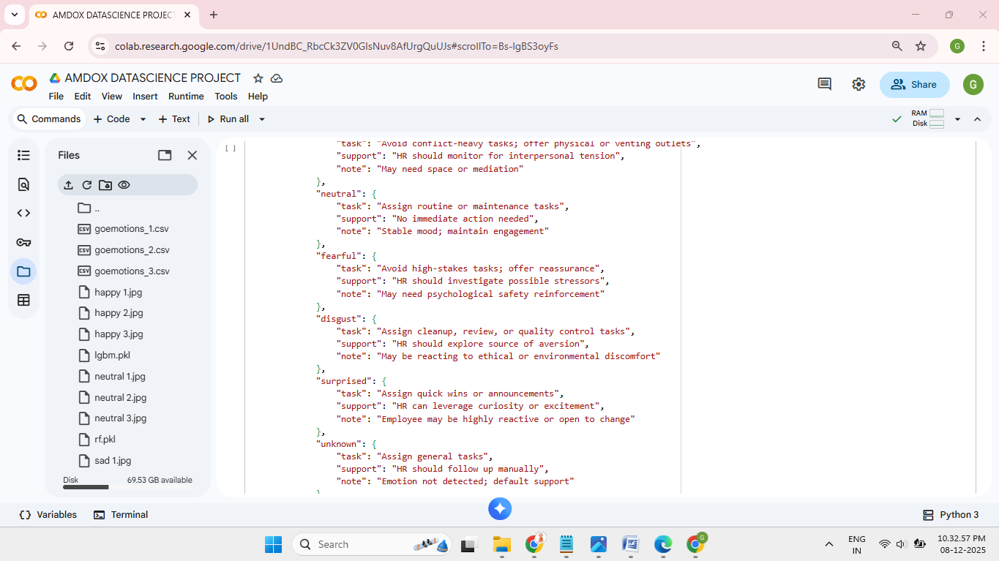 AMDOX DATASCIENCE PROJECT
colab.research.google.com/drive/1UndBC_RbcCk3ZV0GIsNuv8AfUrgQuUJs#scrollTo=Bs-lgBS3oyFs
G
AMDOX DATASCIENCE PROJECT
Share
G
File Edit View Insert Runtime Tools Help
Commands + Code + Text Run all
RAM
Disk
Files
..
goemotions_1.csv
goemotions_2.csv
goemotions_3.csv
happy 1.jpg
happy 2.jpg
happy 3.jpg
lgbm.pkl
neutral 1.jpg
neutral 2.jpg
neutral 3.jpg
rf.pkl
sad 1.jpg
Disk 69.53 GB available
[ ]
"task": "Avoid conflict-heavy tasks; offer physical or venting outlets",
"support": "HR should monitor for interpersonal tension",
"note": "May need space or mediation"
},
"neutral": {
"task": "Assign routine or maintenance tasks",
"support": "No immediate action needed",
"note": "Stable mood; maintain engagement"
},
"fearful": {
"task": "Avoid high-stakes tasks; offer reassurance",
"support": "HR should investigate possible stressors",
"note": "May need psychological safety reinforcement"
},
"disgust": {
"task": "Assign cleanup, review, or quality control tasks",
"support": "HR should explore source of aversion",
"note": "May be reacting to ethical or environmental discomfort"
},
"surprised": {
"task": "Assign quick wins or announcements",
"support": "HR can leverage curiosity or excitement",
"note": "Employee may be highly reactive or open to change"
},
"unknown": {
"task": "Assign general tasks",
"support": "HR should follow up manually",
"note": "Emotion not detected; default support"
}
Variables Terminal
Python 3
Search
G
ENG
IN
10.32.57 PM
08-12-2025